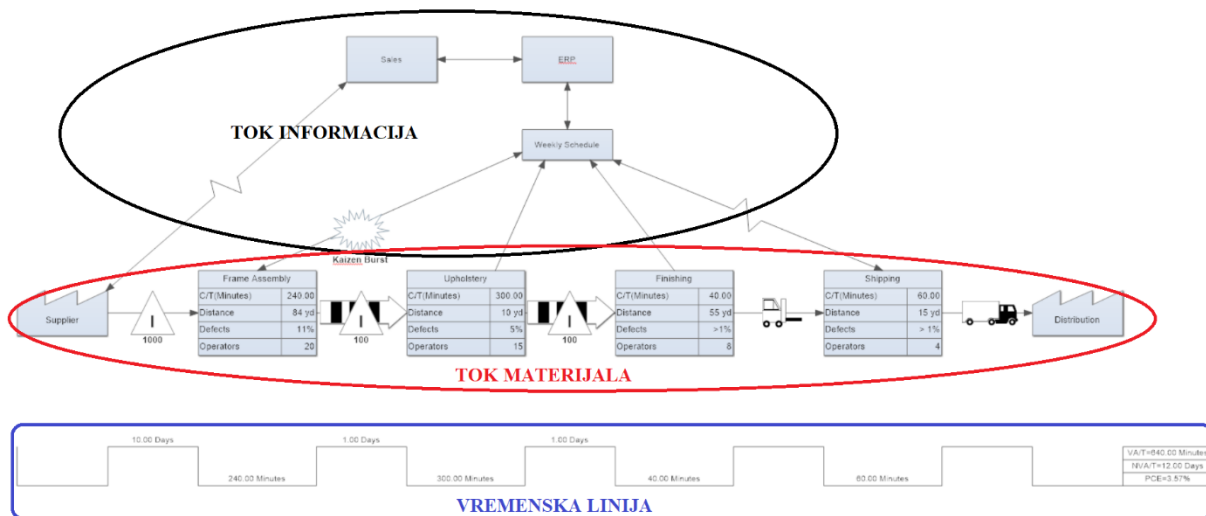 Sales
ERP
TOK INFORMACIJA
Weekly Schedule
Kaizen Burst
Supplier
I
1000
Frame Assembly
C/T(Minutes) 240.00
Distance 84 yd
Defects 11%
Operators 20
I
100
Upholstery
C/T(Minutes) 300.00
Distance 10 yd
Defects 5%
Operators 15
I
100
Finishing
C/T(Minutes) 40.00
Distance 55 yd
Defects >1%
Operators 8
Shipping
C/T(Minutes) 60.00
Distance 15 yd
Defects > 1%
Operators 4
Distribution
TOK MATERIJALA
10.00 Days
1.00 Days
1.00 Days
240.00 Minutes
300.00 Minutes
40.00 Minutes
60.00 Minutes
VA/T=640.00 Minutes
NVA/T=12.00 Days
PCE=3.57%
VREMENSKA LINIJA